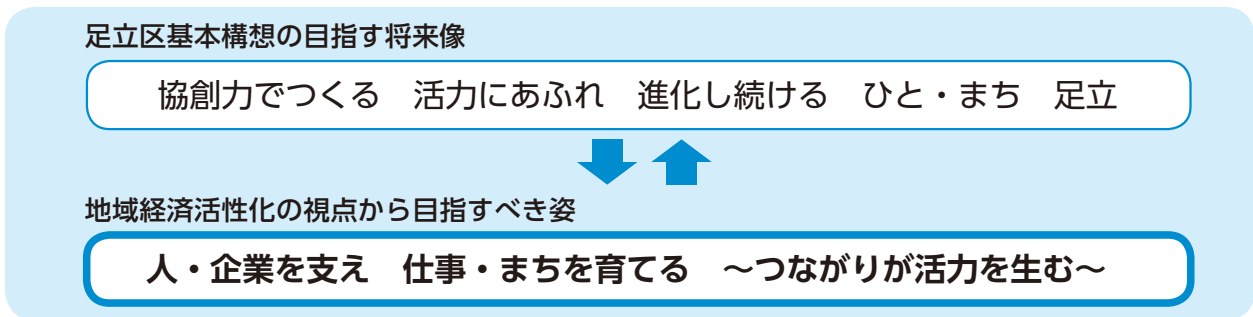 足立区基本構想の目指す将来像
協創力でつくる　活力にあふれ　進化し続ける　ひと・まち　足立
地域経済活性化の視点から目指すべき姿
人・企業を支え　仕事・まちを育てる　～つながりが活力を生む～